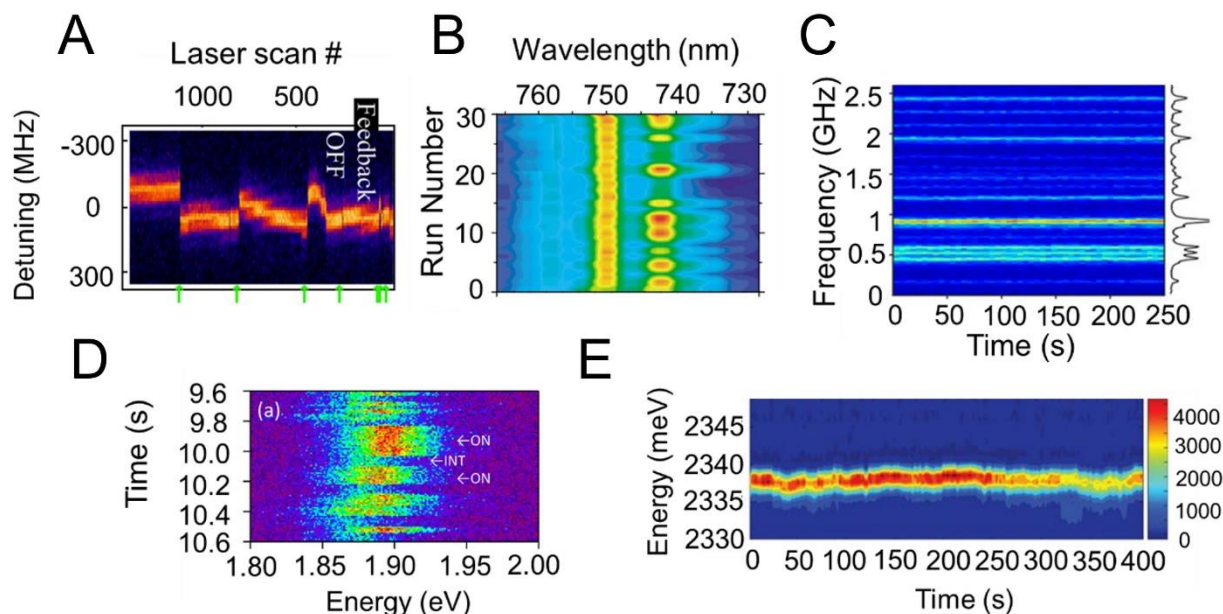 A
Laser scan #
1000 500
Detuning (MHz)
-300
0
300
Feedback
OFF
B
Wavelength (nm)
760 750 740 730
Run Number
30
20
10
0
C
Frequency (GHz)
2.5
2
1.5
1
0.5
0
0 50 100 150 200 250
Time (s)
D
Time (s)
9.6
9.8
10.0
10.2
10.4
10.6
(a)
←ON
←INT
←ON
1.80 1.85 1.90 1.95 2.00
Energy (eV)
E
Energy (meV)
2345
2340
2335
2330
0 50 100 150 200 250 300 350 400
Time (s)
4000
3000
2000
1000
0